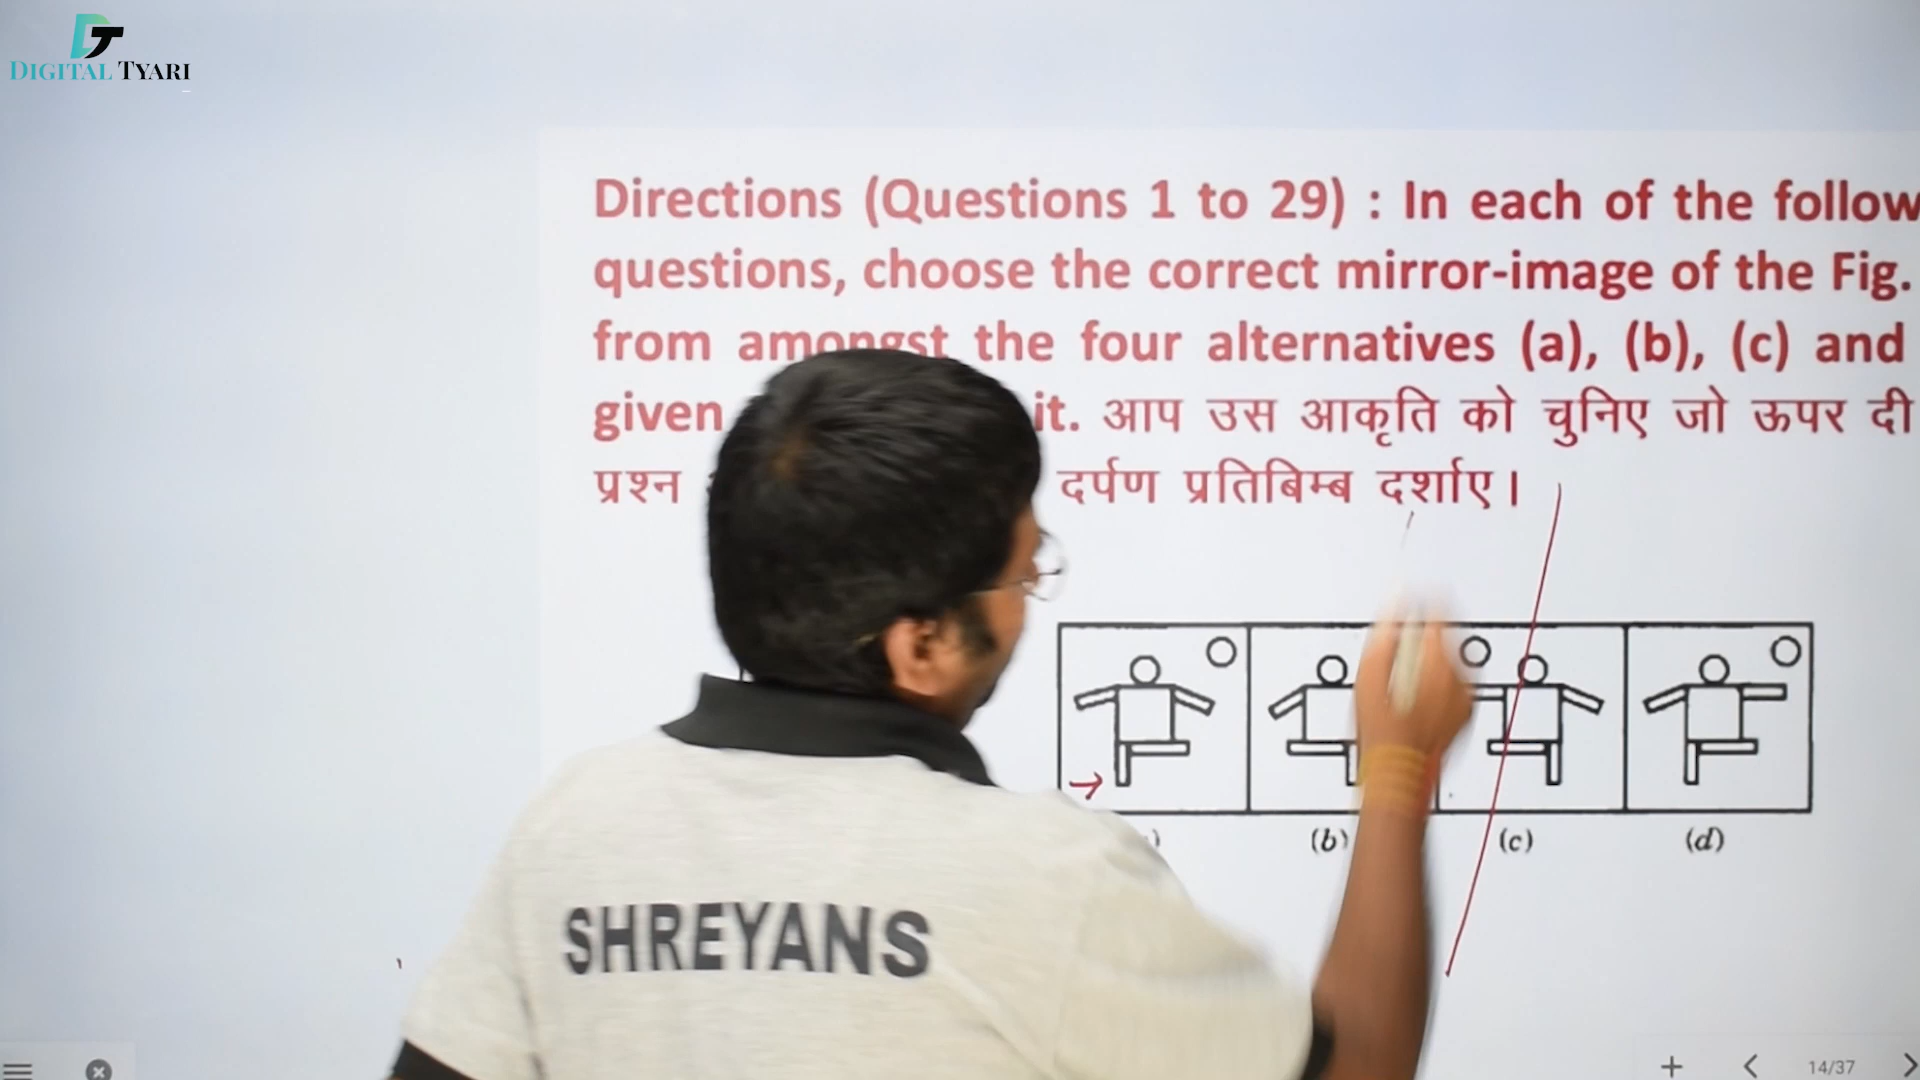 DIGITAL TYARI
Directions (Questions 1 to 29) : In each of the follow
questions, choose the correct mirror-image of the Fig.
from amongst the four alternatives (a), (b), (c) and
given it. आप उस आकृति को चुनिए जो ऊपर दी
प्रश्न दर्पण प्रतिबिम्ब दर्शाए।
(b) (c) (d)
SHREYANS
14/37